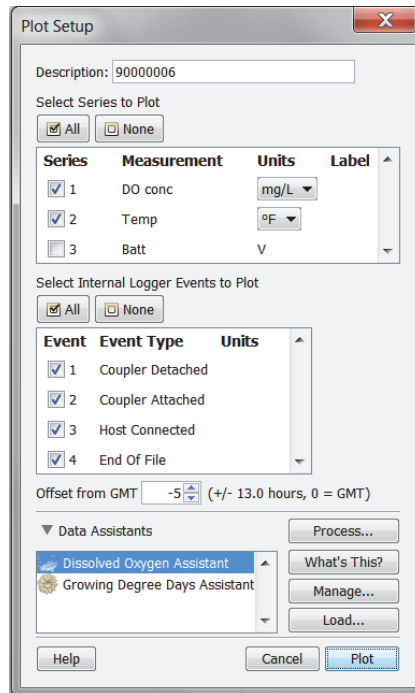 Plot Setup
Description: 90000006
Select Series to Plot
All None
Series Measurement Units Label
1 DO conc mg/L
2 Temp °F
3 Batt V
Select Internal Logger Events to Plot
All None
Event Event Type Units
1 Coupler Detached
2 Coupler Attached
3 Host Connected
4 End Of File
Offset from GMT -5 (+/- 13.0 hours, 0 = GMT)
Data Assistants Process...
Dissolved Oxygen Assistant What's This?
Growing Degree Days Assistant Manage...
Load...
Help Cancel Plot